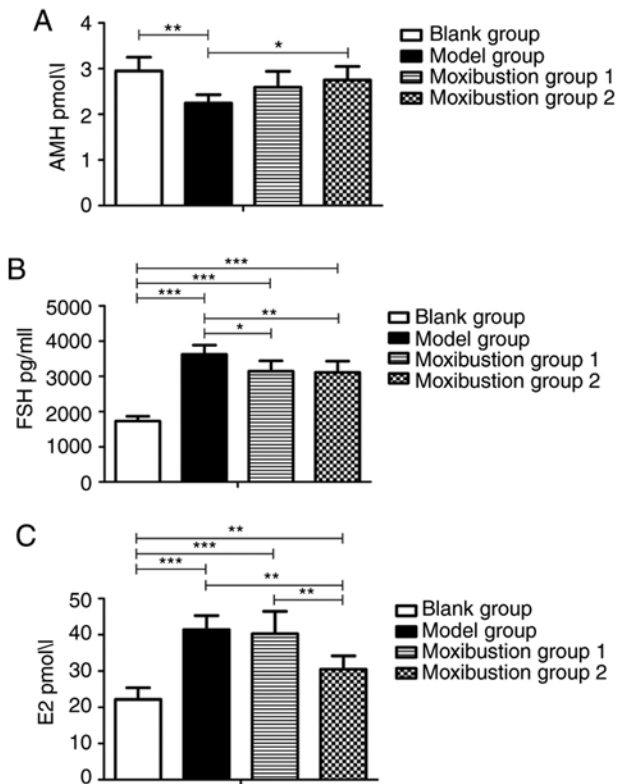 A
AMH pmol\l
4
3
2
1
0
**
*
Blank group
Model group
Moxibustion group 1
Moxibustion group 2
B
FSH pg/mll
5000
4000
3000
2000
1000
0
***
***
***
**
*
Blank group
Model group
Moxibustion group 1
Moxibustion group 2
C
E2 pmol\l
50
40
30
20
10
0
**
***
***
**
**
Blank group
Model group
Moxibustion group 1
Moxibustion group 2